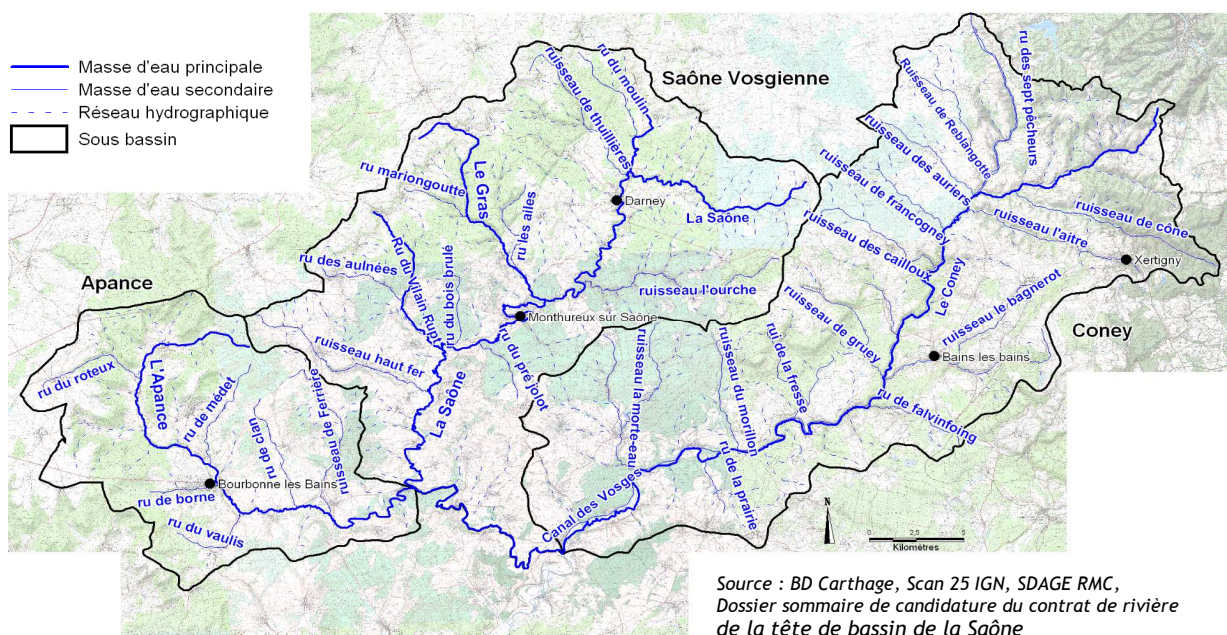 Masse d'eau principale
Masse d'eau secondaire
Réseau hydrographique
Sous bassin
Saône Vosgienne
Apance
Coney
ru du moulin
ruisseau de thuillères
Ruisseau de Reblangotte
ru des sept pêcheurs
ruisseau des auriers
ruisseau de francogney
ruisseau des cailloux
ruisseau l'aitre
ruisseau de cône
Xertigny
Le Coney
ruisseau le bagnerot
Bains les bains
ru mariongoutte
Le Gras
ru les ailes
Darney
La Saône
ru des aulnées
Ru du Vilain Rupt
ru du bois brulé
ruisseau l'ourche
Monthureux sur Saône
ruisseau de gruey
ru de la fresse
ruisseau du morillon
ruisseau la morte-eau
ru du pré jolot
ruisseau haut fer
La Saône
ru du roteux
L'Apance
ru de médet
ru de clan
ruisseau de Ferrière
Bourbonne les Bains
ru de borne
ru du vaulis
ru de falvinfoing
ru de la prairie
Canal des Vosges
N
0 2,5 5
Kilomètres
Source : BD Carthage, Scan 25 IGN, SDAGE RMC,
Dossier sommaire de candidature du contrat de rivière
de la tête de bassin de la Saône